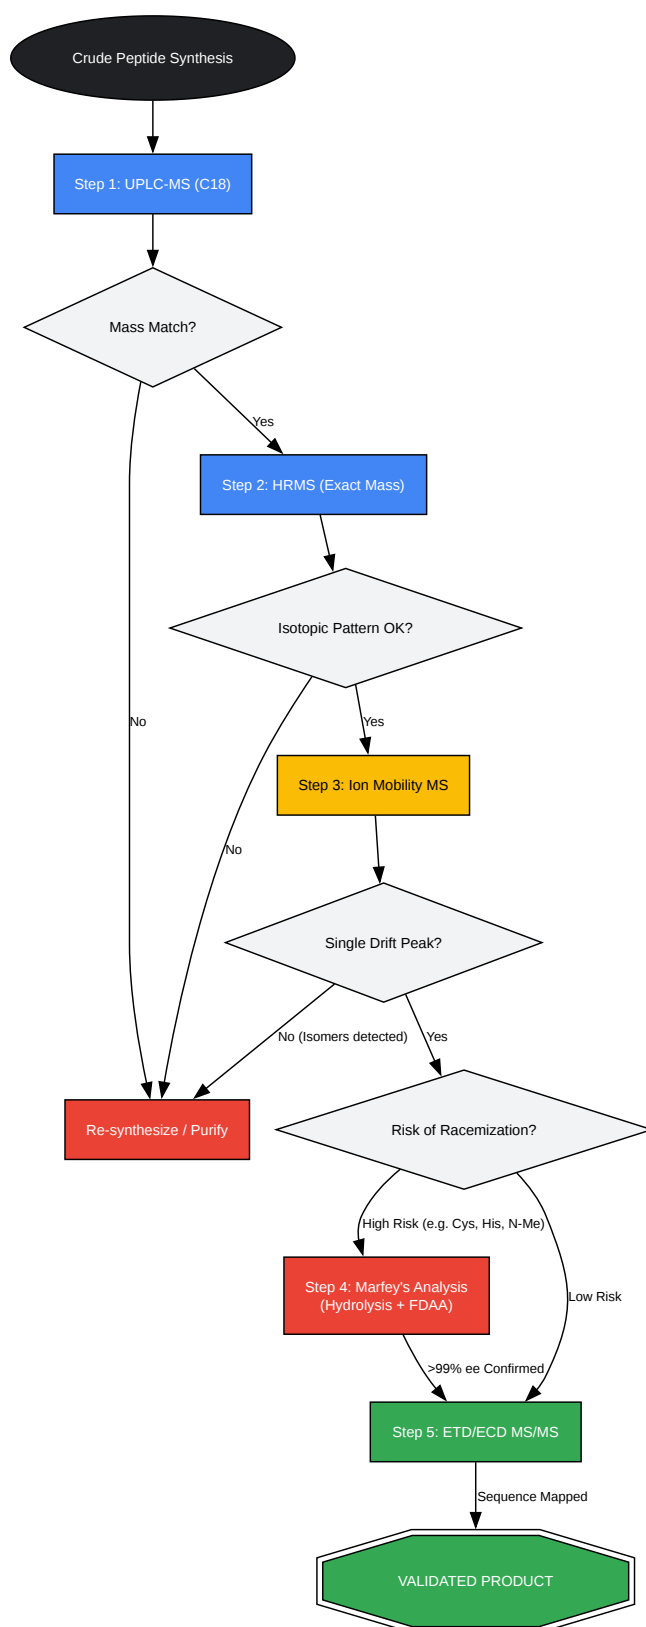 Crude Peptide Synthesis
Step 1: UPLC-MS (C18)
Mass Match?
Yes
Step 2: HRMS (Exact Mass)
Isotopic Pattern OK?
No
Yes
Step 3: Ion Mobility MS
No
Single Drift Peak?
No (Isomers detected)
Yes
Re-synthesize / Purify
Risk of Racemization?
High Risk (e.g. Cys, His, N-Me)
Step 4: Marfey's Analysis
(Hydrolysis + FDAA)
Low Risk
>99% ee Confirmed
Step 5: ETD/ECD MS/MS
Sequence Mapped
VALIDATED PRODUCT